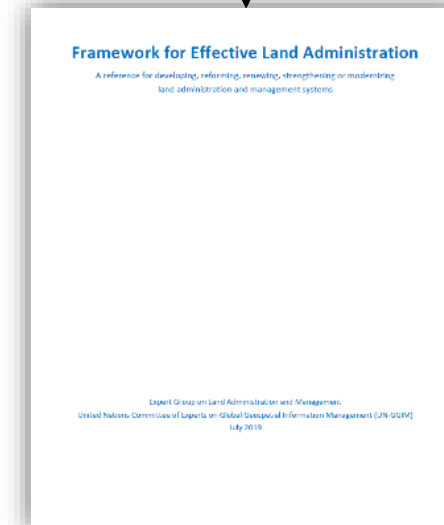 Framework for Effective Land Administration
A reference for developing, reforming, renewing, strengthening or modernizing
land administration and management systems
Expert Group on Land Administration and Management
United Nations Committee of Experts on Global Geospatial Information Management (UN-GGIM)
July 2019